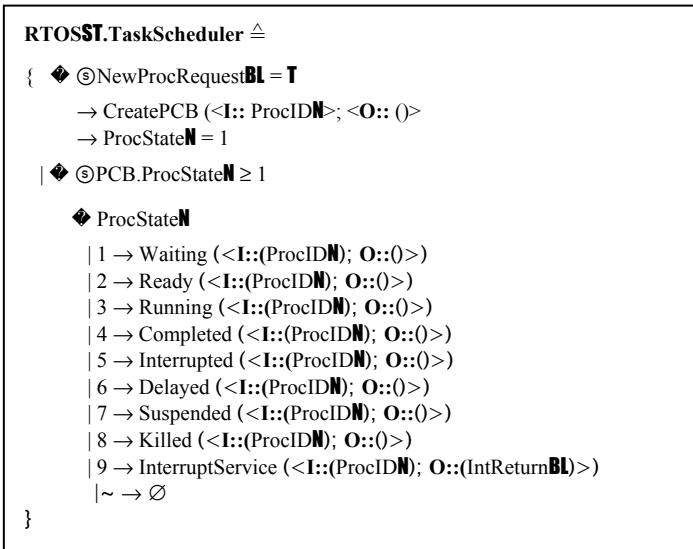 RTOSST.TaskScheduler ≙
{ � ⓢNewProcRequestBL = T
→ CreatePCB (<I:: ProcIDN>; <O:: ()>
→ ProcStateN = 1
| � ⓢPCB.ProcStateN ≥ 1
� ProcStateN
| 1 → Waiting (<I::(ProcIDN); O::()>)
| 2 → Ready (<I::(ProcIDN); O::()>)
| 3 → Running (<I::(ProcIDN); O::()>)
| 4 → Completed (<I::(ProcIDN); O::()>)
| 5 → Interrupted (<I::(ProcIDN); O::()>)
| 6 → Delayed (<I::(ProcIDN); O::()>)
| 7 → Suspended (<I::(ProcIDN); O::()>)
| 8 → Killed (<I::(ProcIDN); O::()>)
| 9 → InterruptService (<I::(ProcIDN); O::(IntReturnBL)>)
|~ → ∅
}